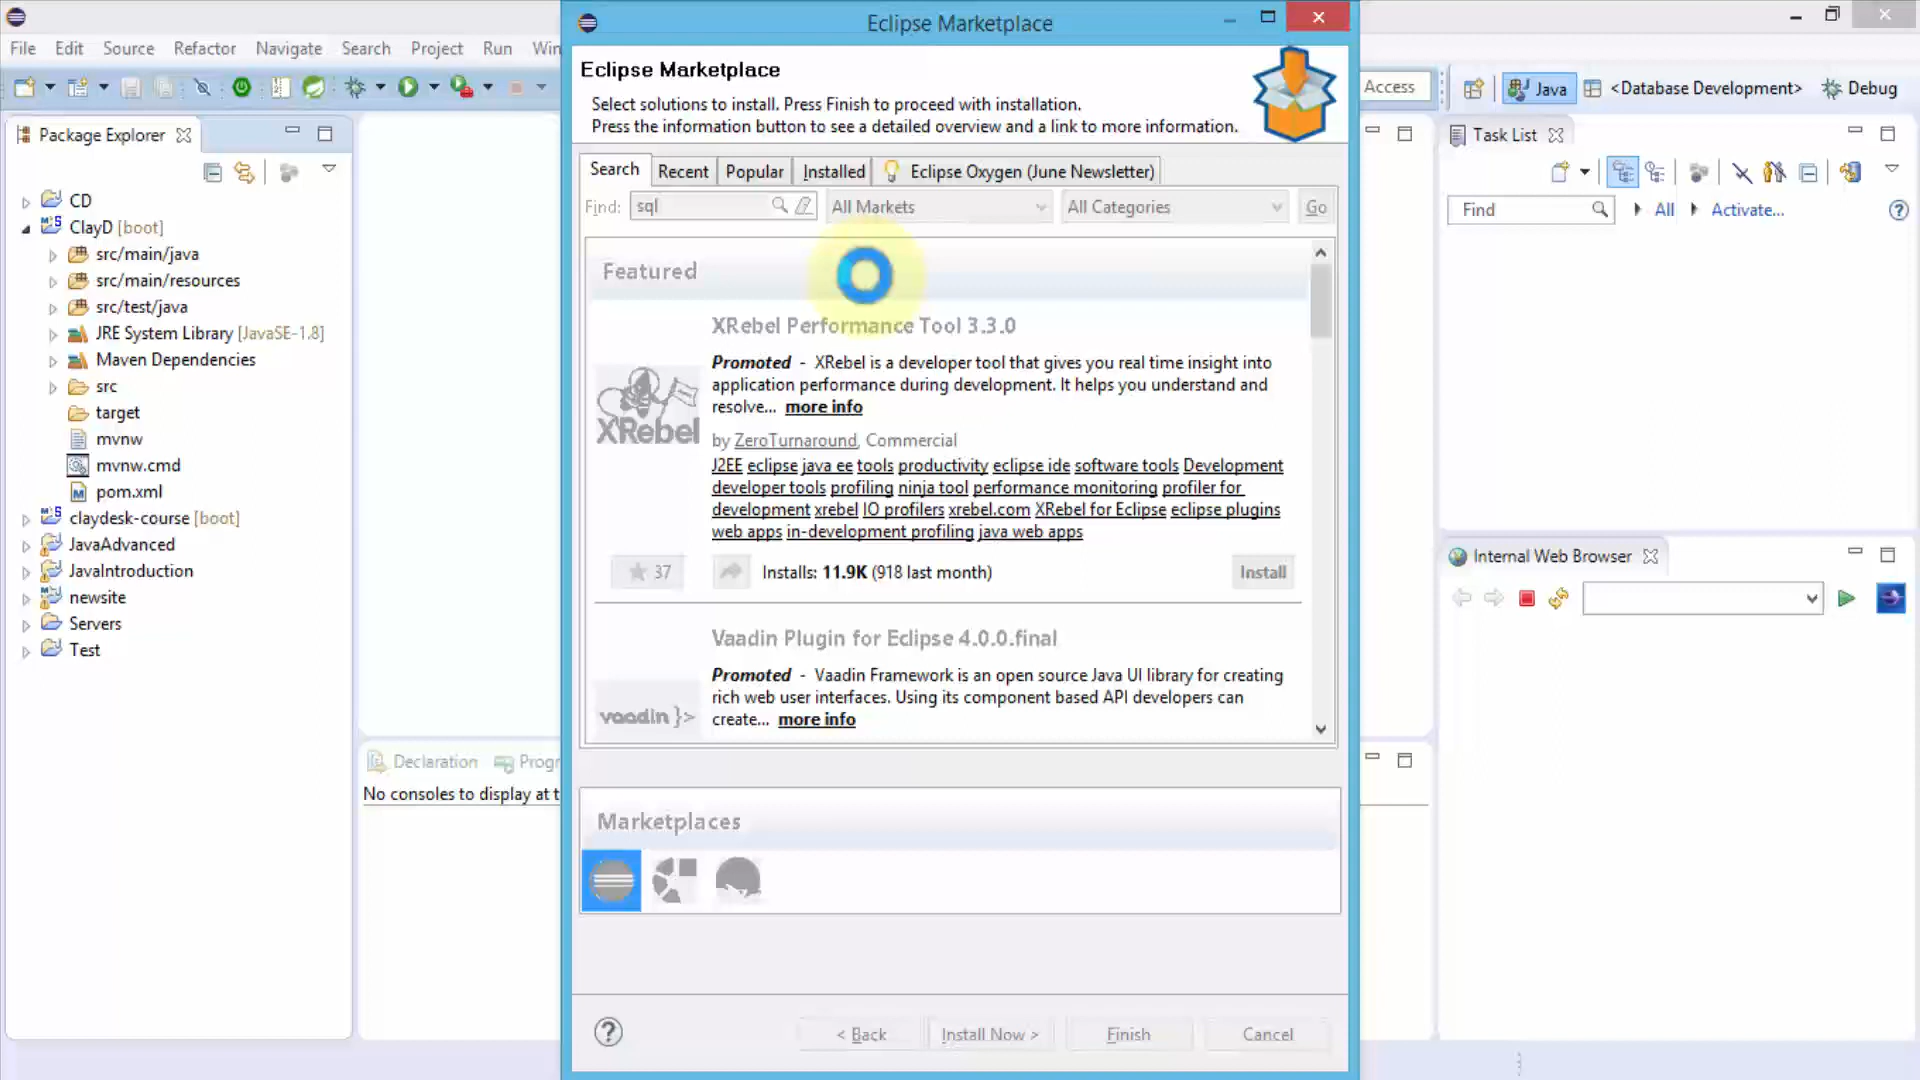 Eclipse Marketplace
File Edit Source Refactor Navigate Search Project Run Win
Access
Java
<Database Development>
Debug
Package Explorer
CD
ClayD [boot]
src/main/java
src/main/resources
src/test/java
JRE System Library [JavaSE-1.8]
Maven Dependencies
src
target
mvnw
mvnw.cmd
pom.xml
claydesk-course [boot]
JavaAdvanced
JavaIntroduction
newsite
Servers
Test
Declaration
Progr
No consoles to display at t
Eclipse Marketplace
Select solutions to install. Press Finish to proceed with installation.
Press the information button to see a detailed overview and a link to more information.
Search Recent Popular Installed Eclipse Oxygen (June Newsletter)
Find: sql All Markets All Categories Go
Featured
XRebel Performance Tool 3.3.0
Promoted - XRebel is a developer tool that gives you real time insight into
application performance during development. It helps you understand and
resolve... more info
XRebel
by ZeroTurnaround, Commercial
J2EE eclipse java ee tools productivity eclipse ide software tools Development
developer tools profiling ninja tool performance monitoring profiler for
development xrebel IO profilers xrebel.com XRebel for Eclipse eclipse plugins
web apps in-development profiling java web apps
37
Installs: 11.9K (918 last month)
Install
Vaadin Plugin for Eclipse 4.0.0.final
Promoted - Vaadin Framework is an open source Java UI library for creating
rich web user interfaces. Using its component based API developers can
create... more info
vaadin }>
Marketplaces
?
< Back
Install Now >
Finish
Cancel
Task List
Find
All
Activate...
?
Internal Web Browser